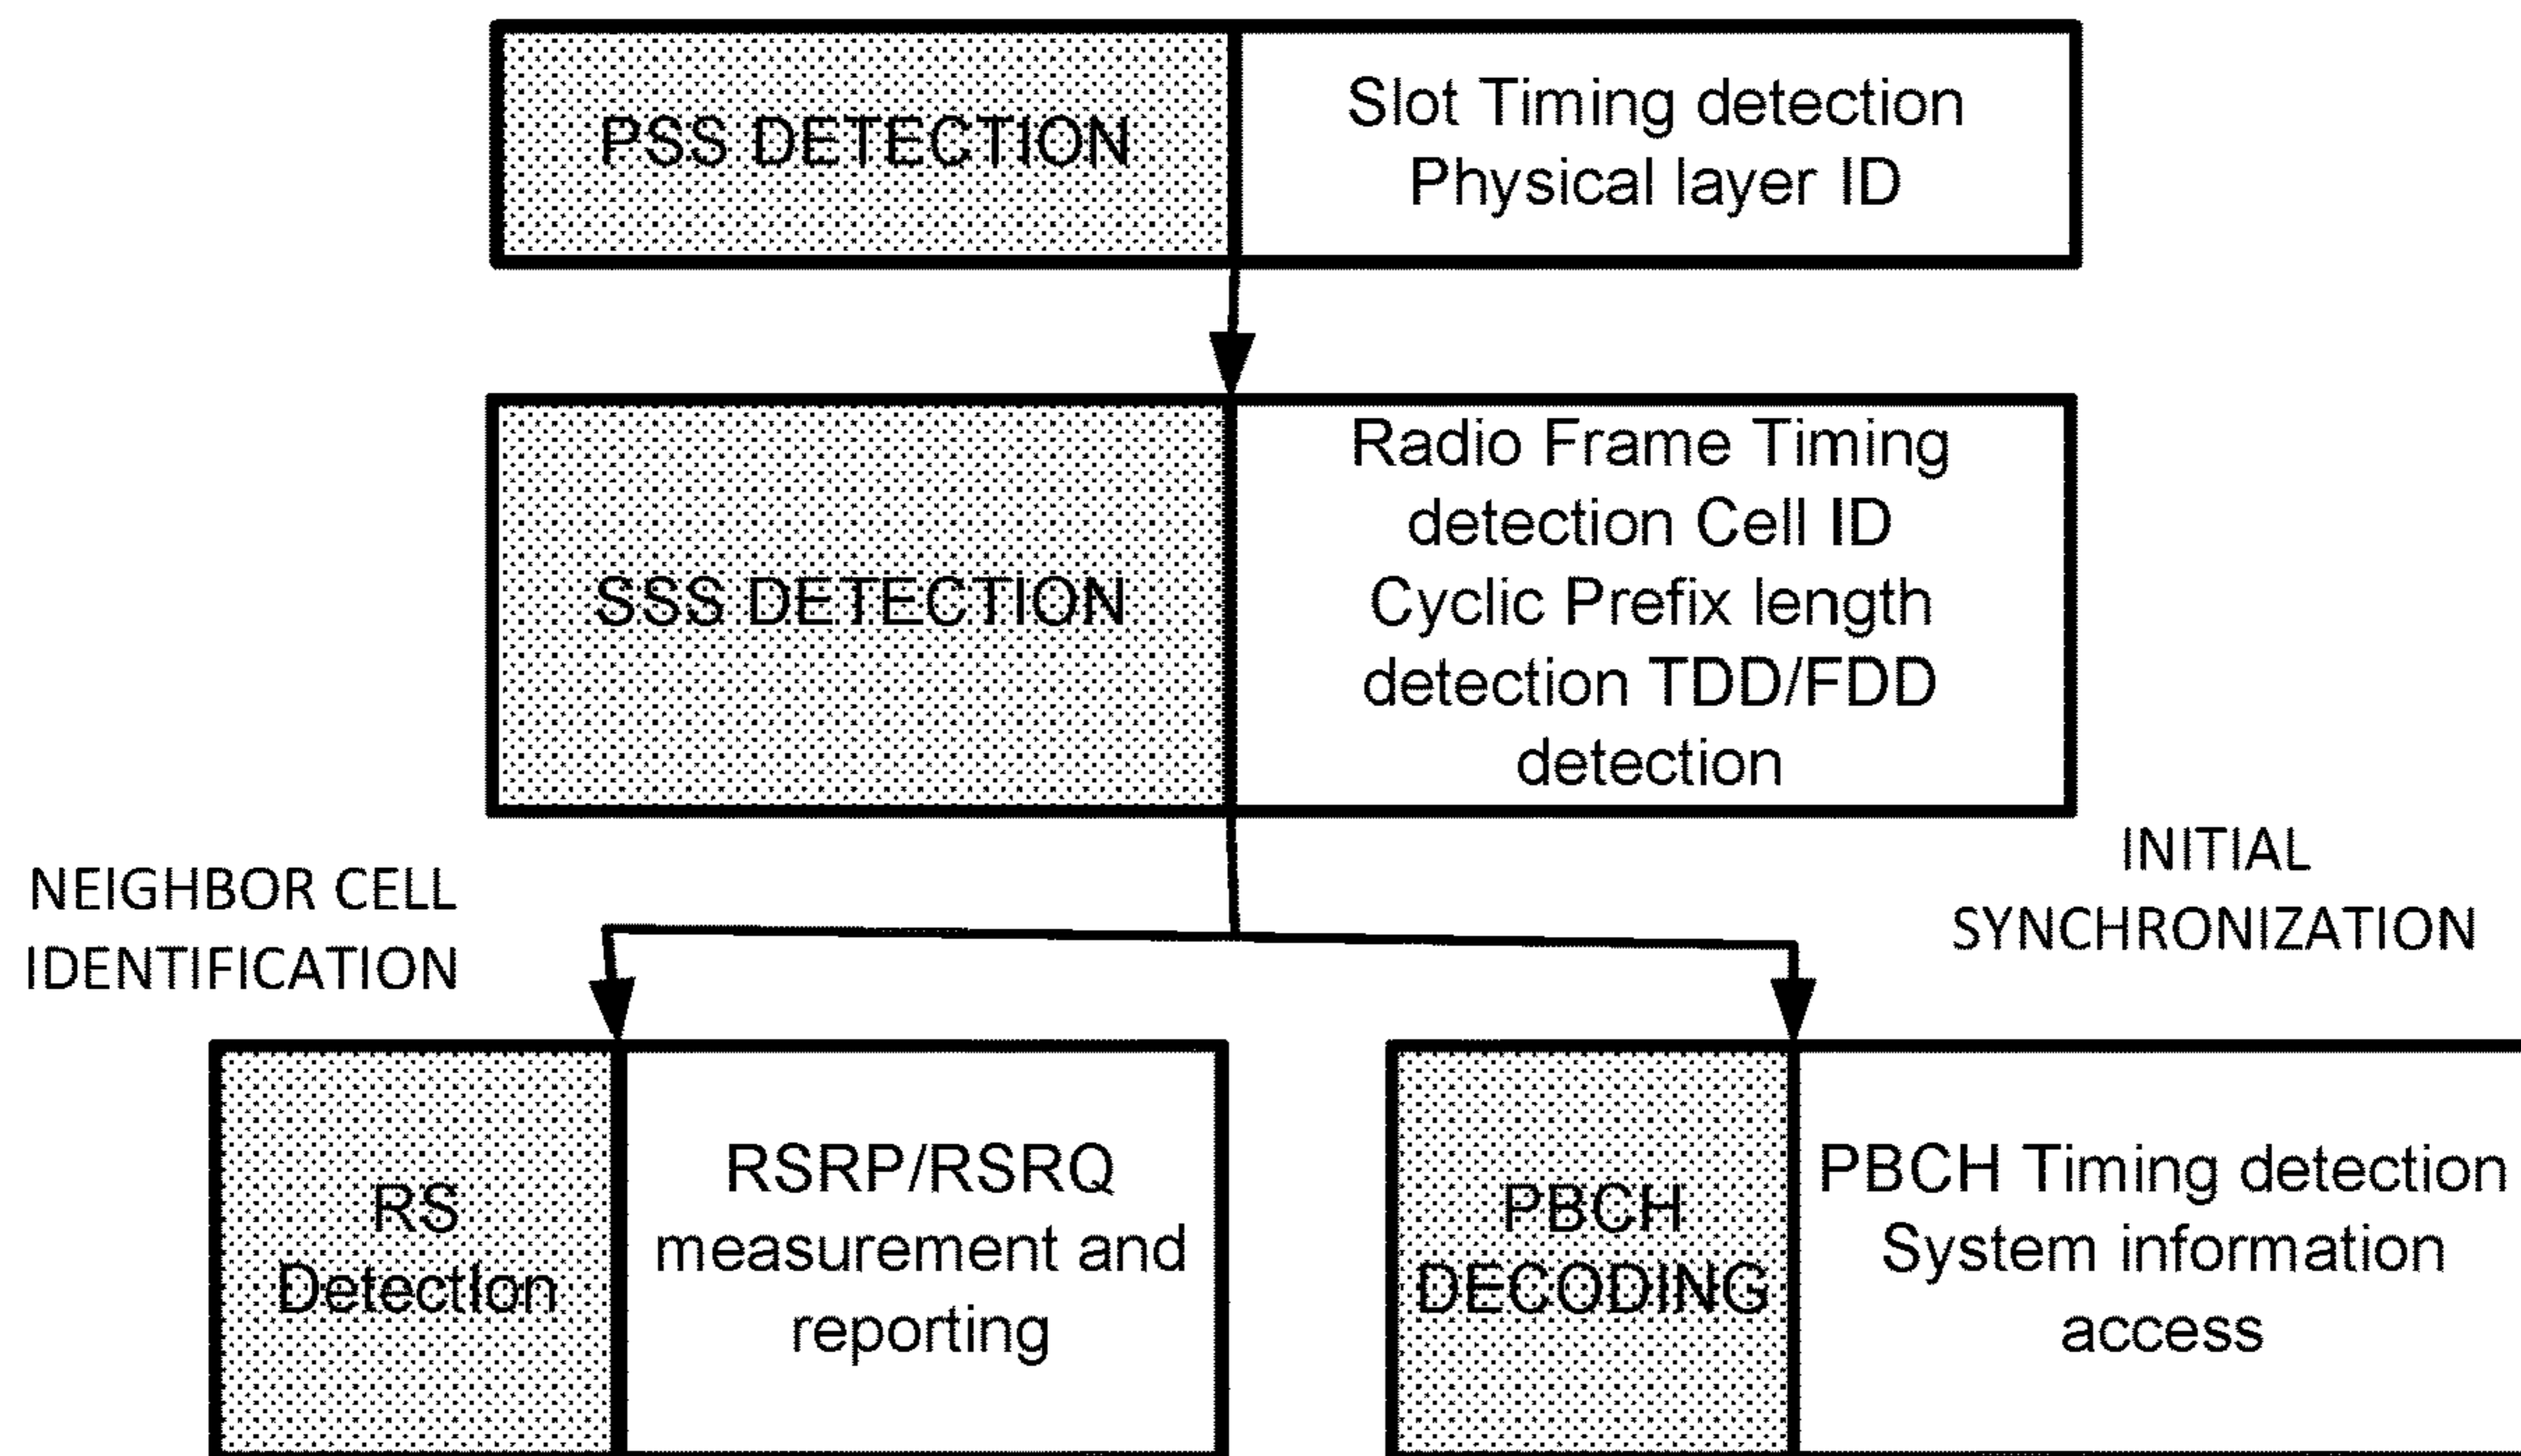 PSS DETECTION
Slot Timing detection
Physical layer ID
SSS DETECTION
Radio Frame Timing
detection Cell ID
Cyclic Prefix length
detection TDD/FDD
detection
NEIGHBOR CELL
IDENTIFICATION
INITIAL
SYNCHRONIZATION
RS
Detection
RSRP/RSRQ
measurement and
reporting
PBCH
DECODING
PBCH Timing detection
System information
access